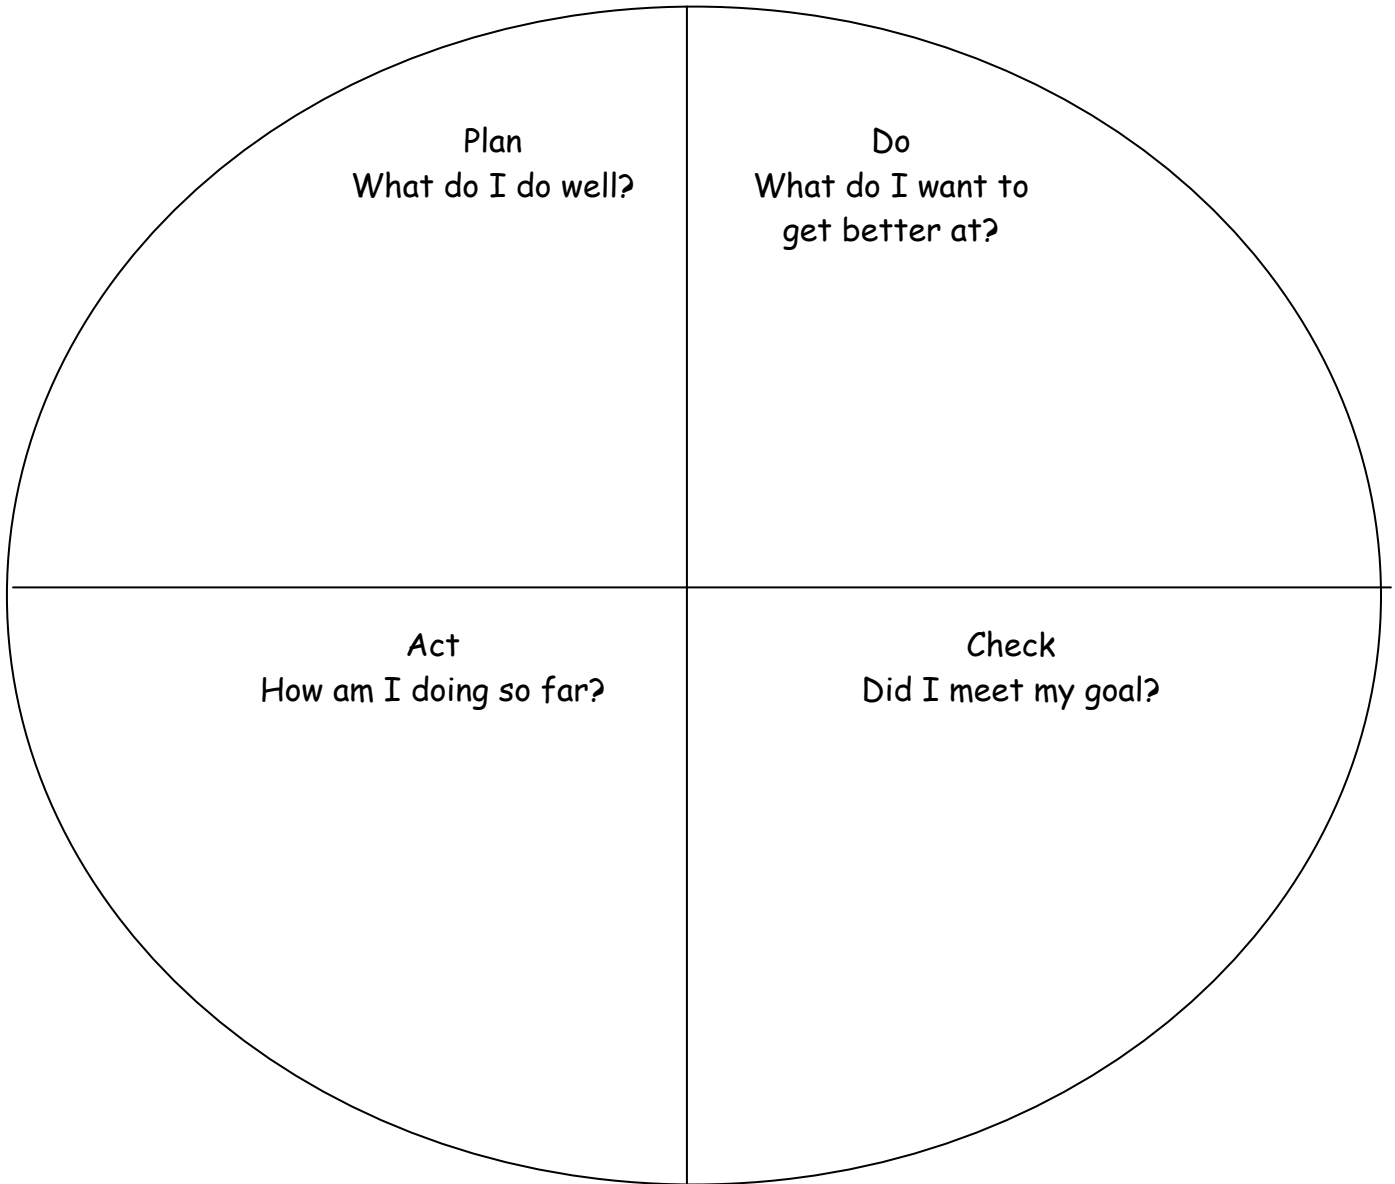 Plan
What do I do well?
Do
What do I want to
get better at?
Act
How am I doing so far?
Check
Did I meet my goal?